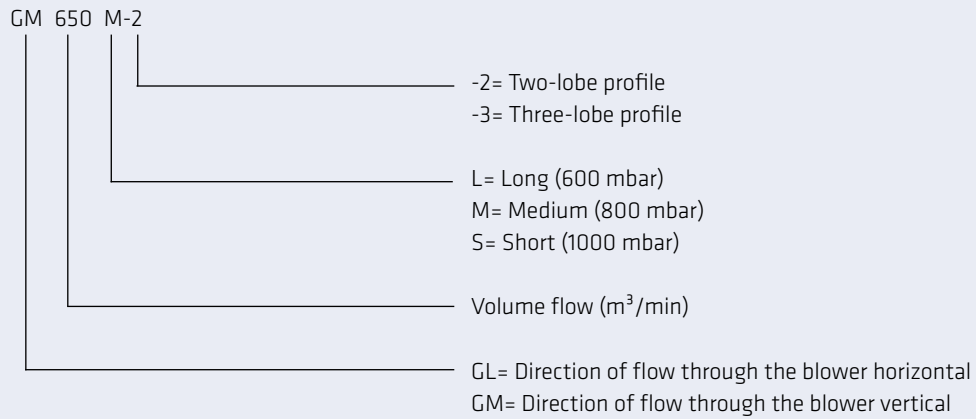 GM 650 M-2
-2= Two-lobe profile
-3= Three-lobe profile
L= Long (600 mbar)
M= Medium (800 mbar)
S= Short (1000 mbar)
Volume flow (m³/min)
GL= Direction of flow through the blower horizontal
GM= Direction of flow through the blower vertical